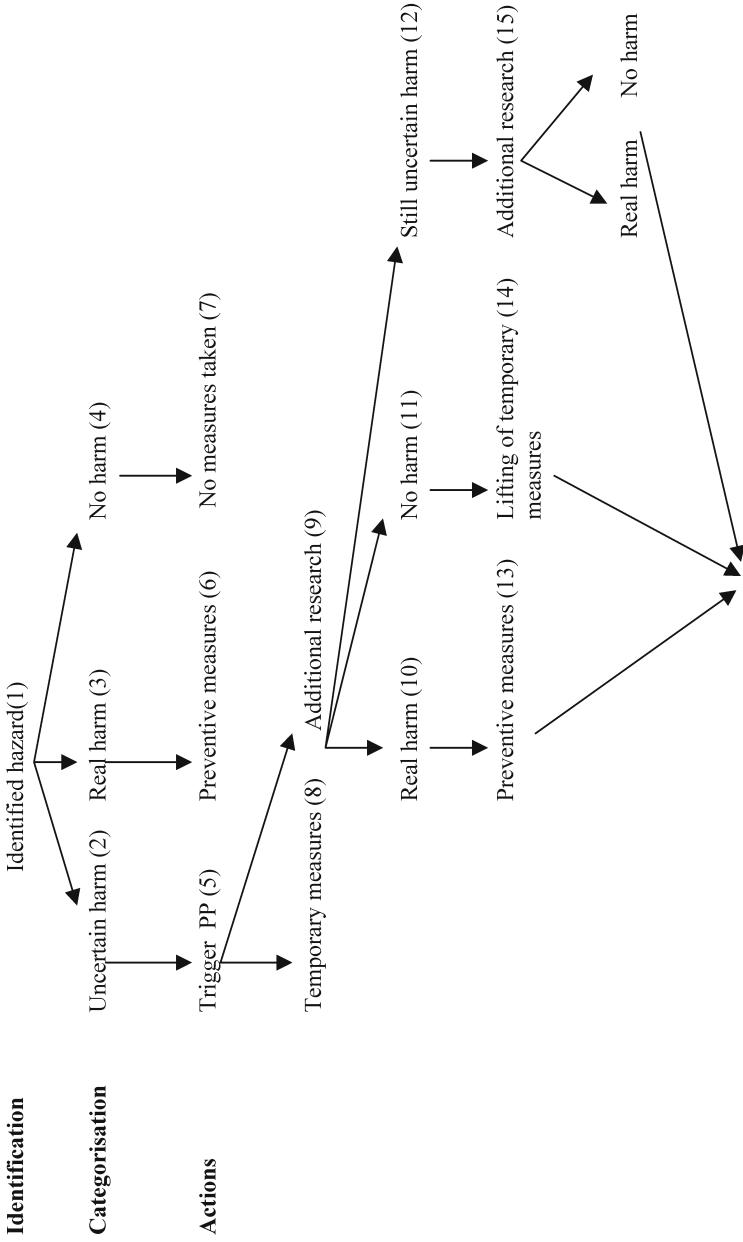 Identification
Identified hazard(1)
Categorisation
Uncertain harm (2)
Real harm (3)
No harm (4)
Actions
Trigger PP (5)
Preventive measures (6)
No measures taken (7)
Temporary measures (8)
Additional research (9)
Real harm (10)
No harm (11)
Still uncertain harm (12)
Preventive measures (13)
Lifting of temporary
measures (14)
Additional research (15)
Real harm
No harm